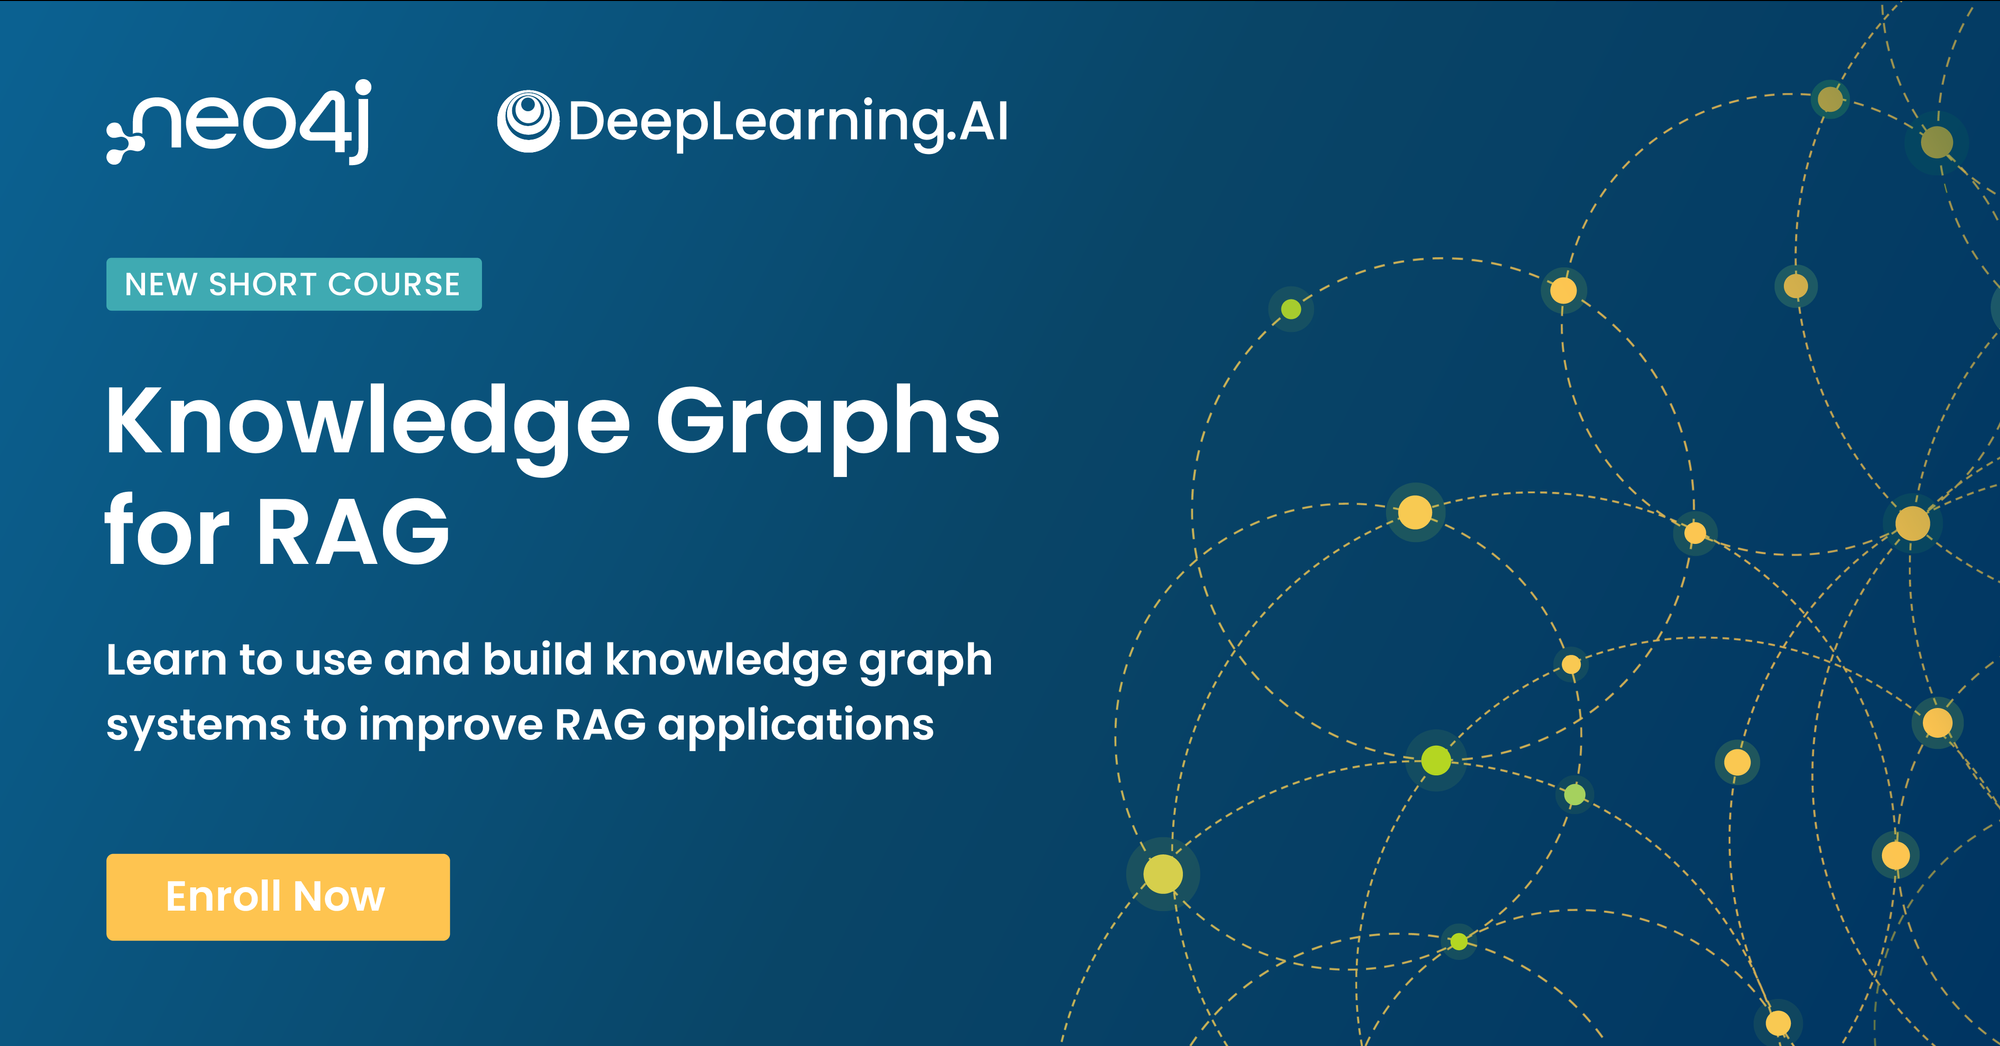 neo4j
DeepLearning.AI
NEW SHORT COURSE
Knowledge Graphs
for RAG
Learn to use and build knowledge graph
systems to improve RAG applications
Enroll Now